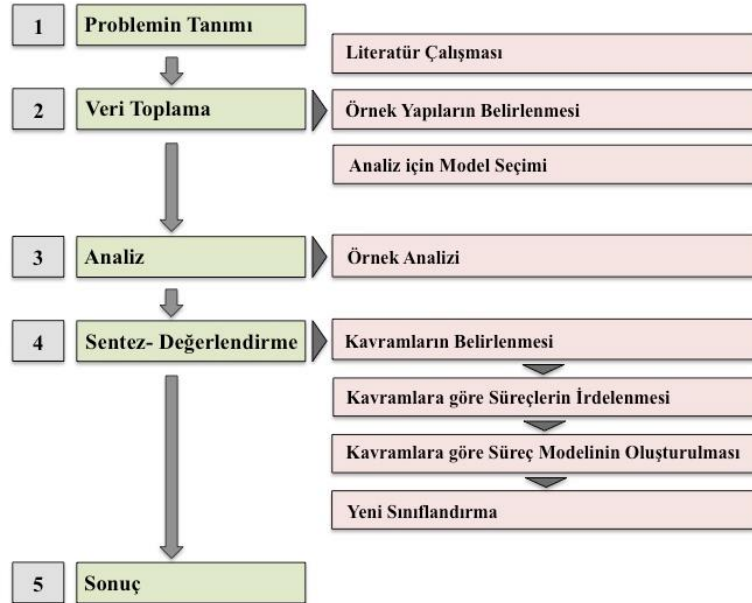 1
Problemin Tanımı
Literatür Çalışması
2
Veri Toplama
Örnek Yapıların Belirlenmesi
Analiz için Model Seçimi
3
Analiz
Örnek Analizi
4
Sentez- Değerlendirme
Kavramların Belirlenmesi
Kavramlara göre Süreçlerin İrdelenmesi
Kavramlara göre Süreç Modelinin Oluşturulması
Yeni Sınıflandırma
5
Sonuç